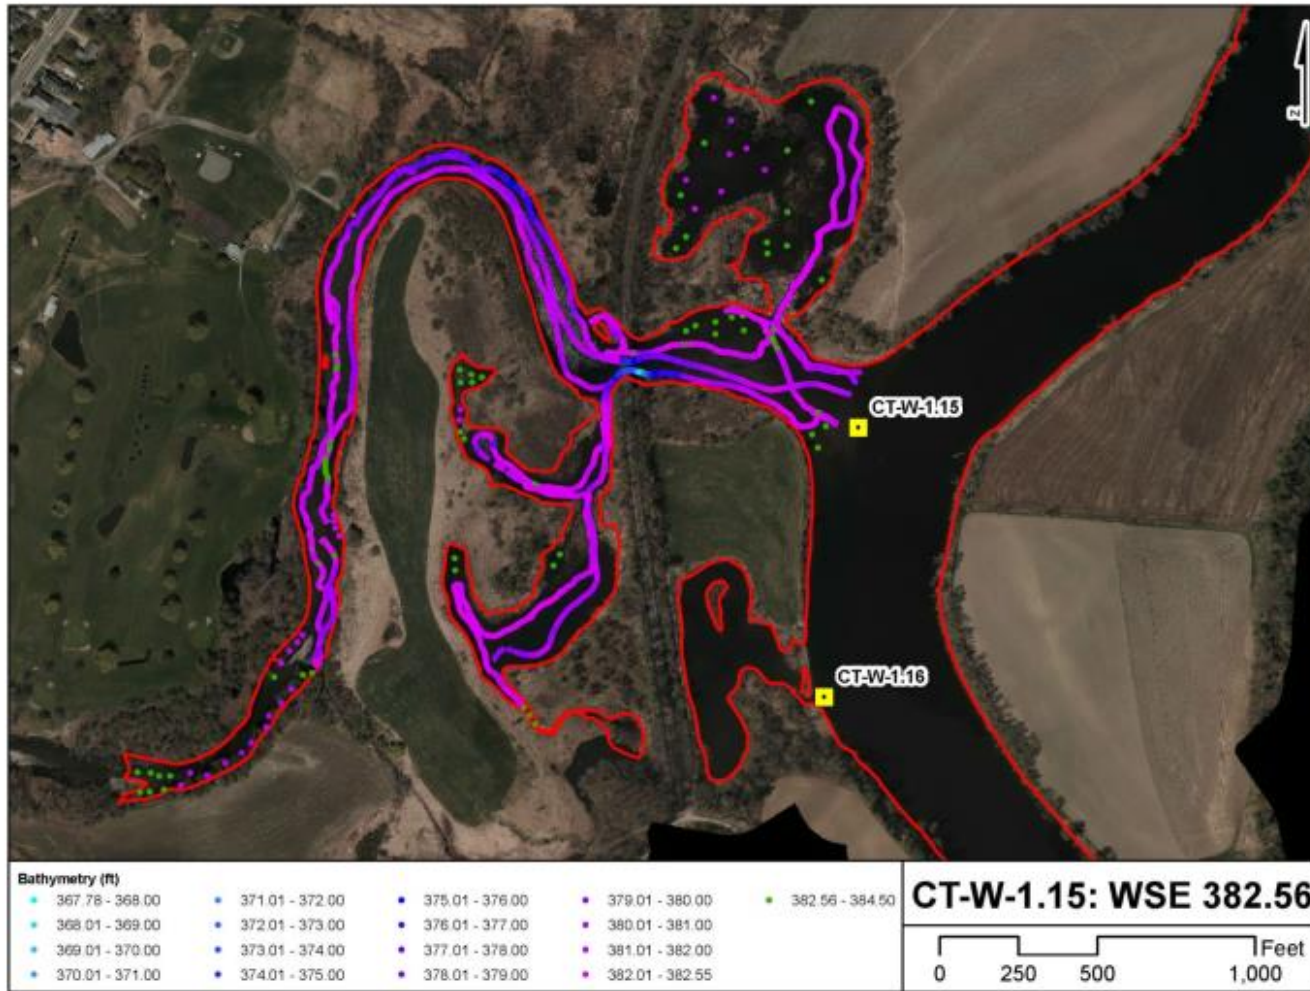 N
CT-W-1.15
CT-W-1.16
Bathymetry (ft)
367.78 - 368.00
371.01 - 372.00
375.01 - 376.00
379.01 - 380.00
382.56 - 384.50
368.01 - 369.00
372.01 - 373.00
376.01 - 377.00
380.01 - 381.00
369.01 - 370.00
373.01 - 374.00
377.01 - 378.00
381.01 - 382.00
370.01 - 371.00
374.01 - 375.00
378.01 - 379.00
382.01 - 382.55
CT-W-1.15: WSE 382.56
Feet
0 250 500 1,000